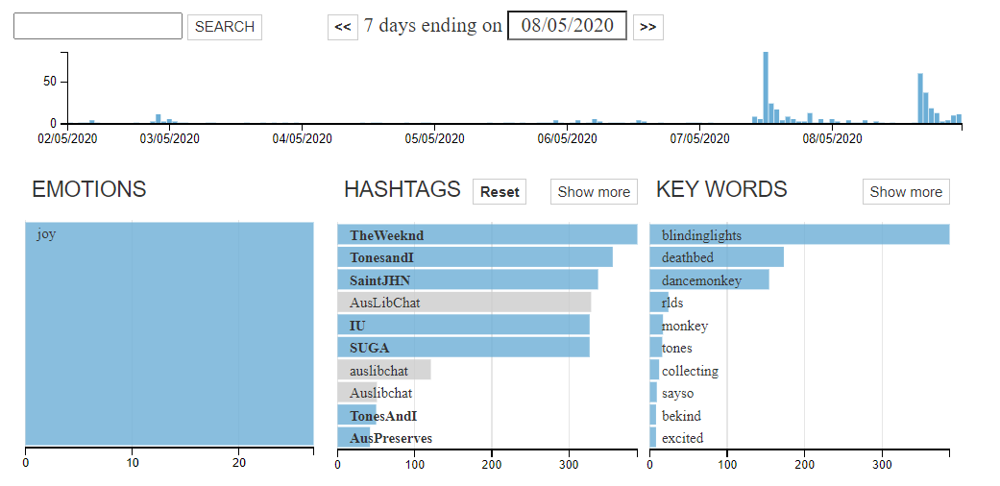 SEARCH << 7 days ending on 08/05/2020 >>
50
0
02/05/2020 03/05/2020 04/05/2020 05/05/2020 06/05/2020 07/05/2020 08/05/2020
EMOTIONS
joy
0 10 20
HASHTAGS Reset Show more
TheWeeknd
TonesandI
SaintJHN
AusLibChat
IU
SUGA
auslibchat
Auslibchat
TonesAndI
AusPreserves
0 100 200 300
KEY WORDS Show more
blindinglights
deathbed
dancemonkey
rlds
monkey
tones
collecting
sayso
bekind
excited
0 100 200 300